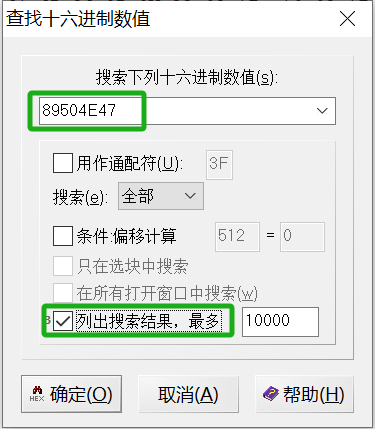 查找十六进制数值
搜索下列十六进制数值(s):
89504E47
用作通配符(U): 3F
搜索(e): 全部
条件:偏移计算 512 = 0
只在选块中搜索
在所有打开窗口中搜索(w)
列出搜索结果，最多 10000
HEX 确定(O) 取消(A) 帮助(H)